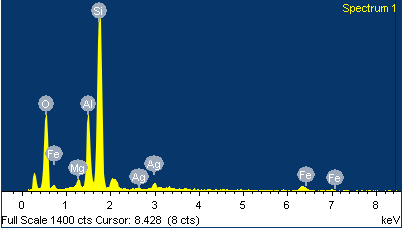 Spectrum 1
Si
O
Al
Fe
Mg
Ag
Ag
Fe
Fe
0 1 2 3 4 5 6 7 8
Full Scale 1400 cts Cursor: 8.428 (8 cts) keV